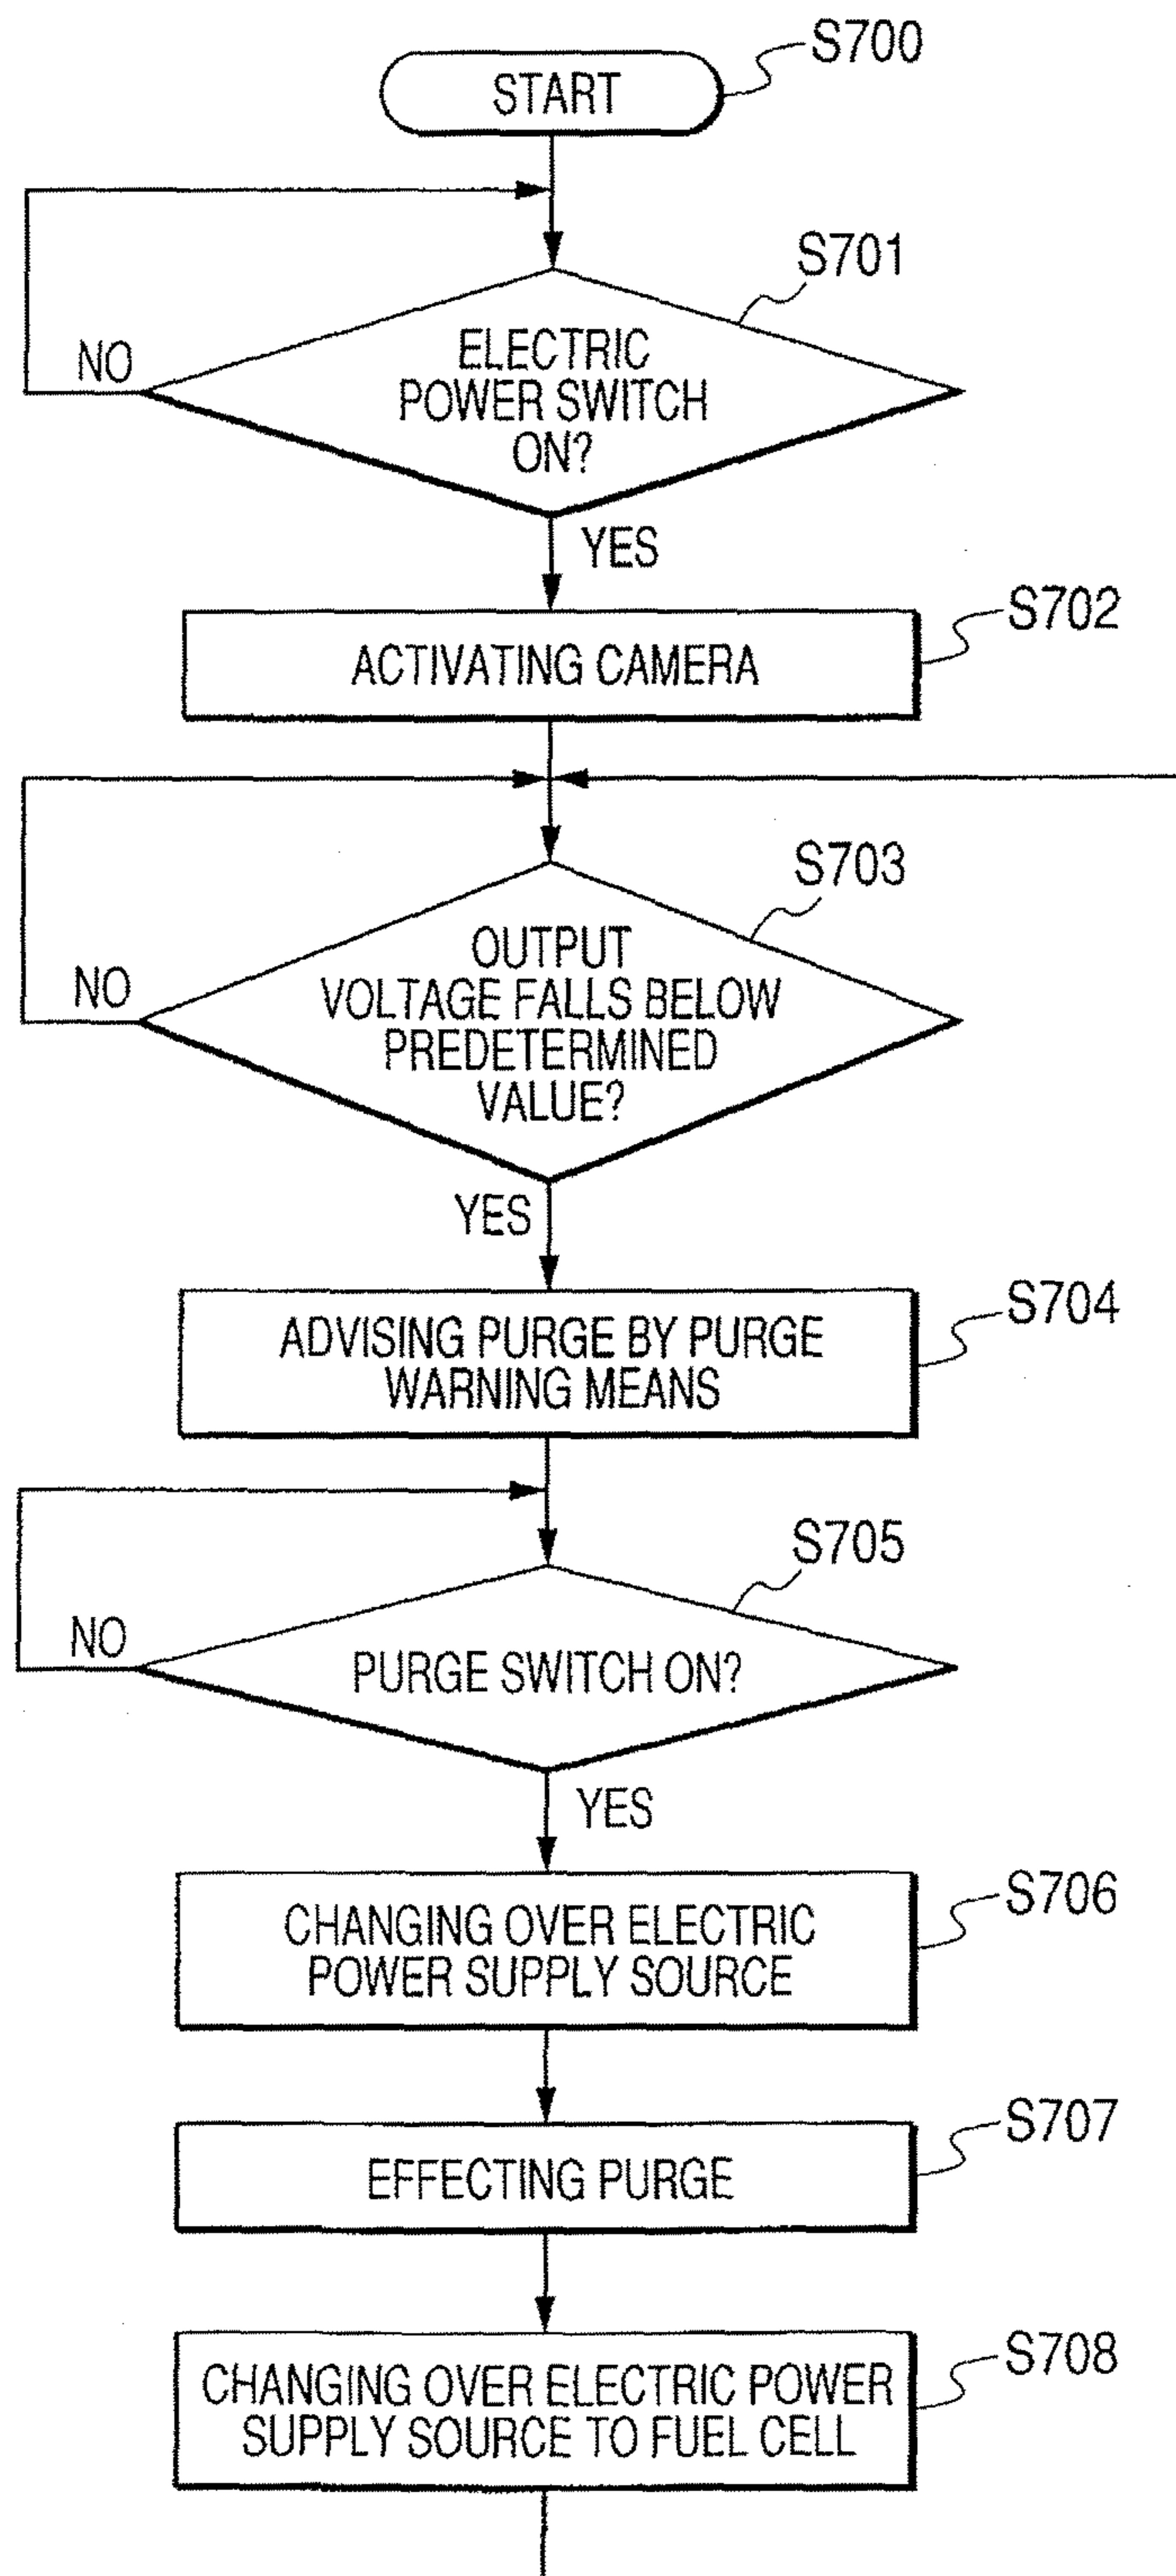 START
S700
S701
ELECTRIC
POWER SWITCH
ON?
NO
YES
ACTIVATING CAMERA
S702
S703
OUTPUT
VOLTAGE FALLS BELOW
PREDETERMINED
VALUE?
NO
YES
ADVISING PURGE BY PURGE
WARNING MEANS
S704
S705
PURGE SWITCH ON?
NO
YES
CHANGING OVER ELECTRIC
POWER SUPPLY SOURCE
S706
EFFECTING PURGE
S707
CHANGING OVER ELECTRIC POWER
SUPPLY SOURCE TO FUEL CELL
S708